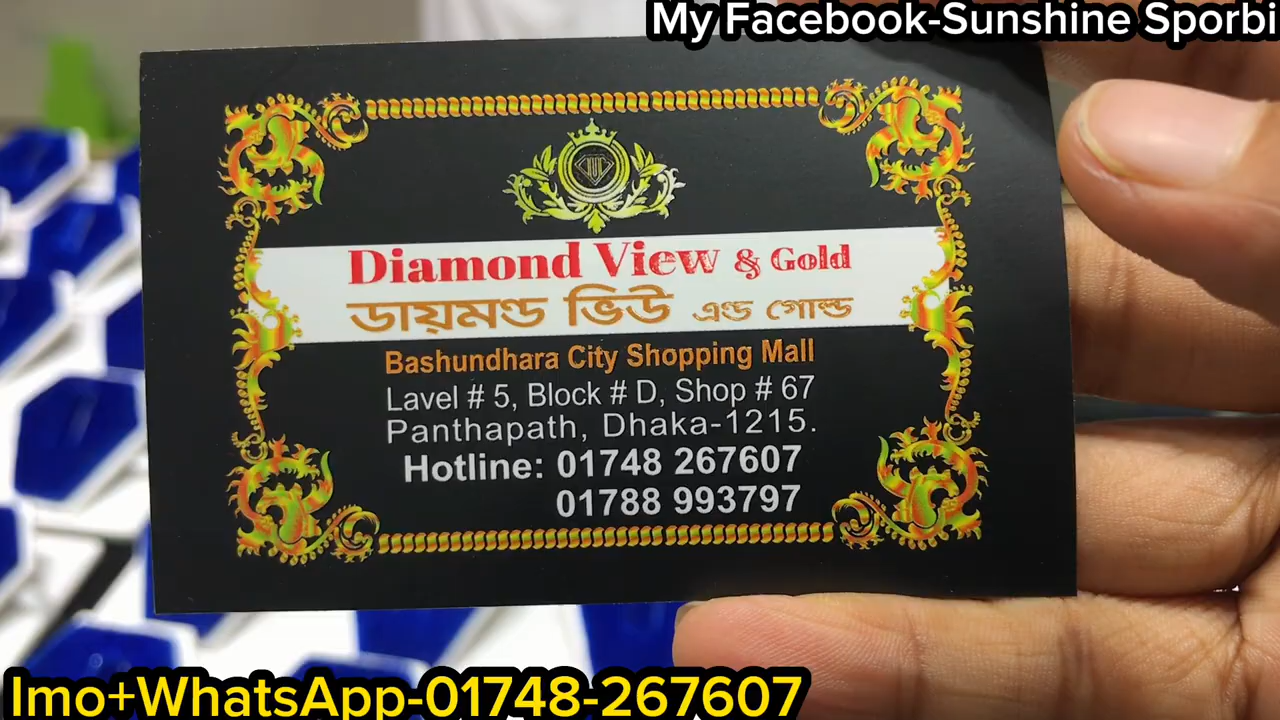 My Facebook-Sunshine Sporbi
Diamond View & Gold
ডায়মন্ড ভিউ এন্ড গোল্ড
Bashundhara City Shopping Mall
Lavel # 5, Block # D, Shop # 67
Panthapath, Dhaka-1215.
Hotline: 01748 267607
01788 993797
Imo+WhatsApp-01748-267607